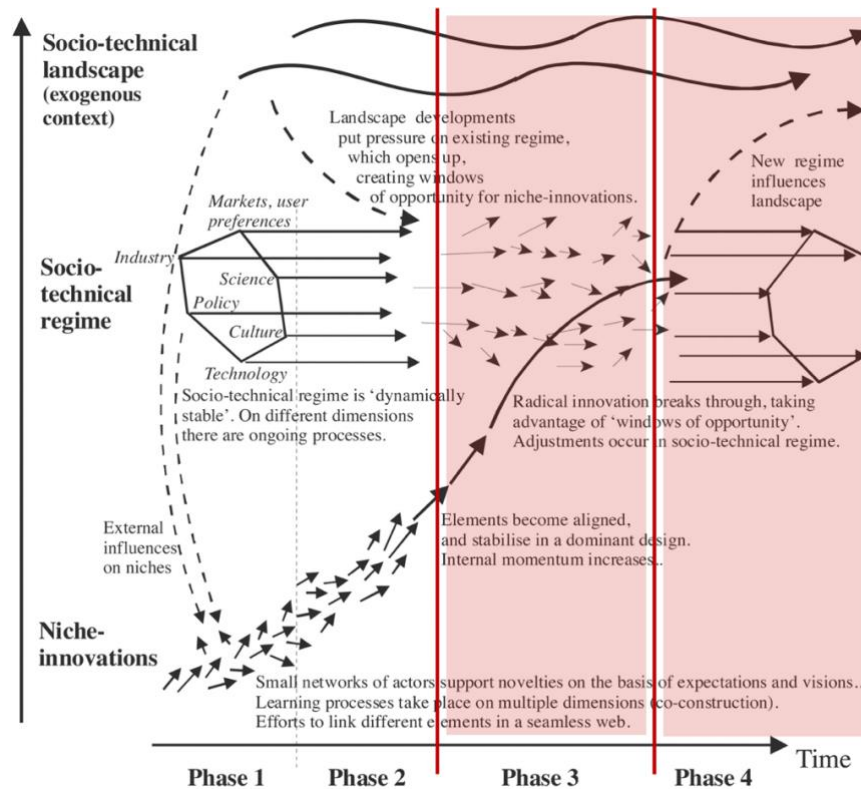 Socio-technical
landscape
(exogenous
context)
Landscape developments
put pressure on existing regime,
which opens up,
creating windows
of opportunity for niche-innovations.
New regime
influences
landscape
Markets, user
preferences
Industry
Science
Policy
Culture
Technology
Socio-
technical
regime
Socio-technical regime is ‘dynamically
stable’. On different dimensions
there are ongoing processes.
Radical innovation breaks through, taking
advantage of ‘windows of opportunity’.
Adjustments occur in socio-technical regime.
Elements become aligned,
and stabilise in a dominant design.
Internal momentum increases..
External
influences
on niches
Niche-
innovations
Small networks of actors support novelties on the basis of expectations and visions..
Learning processes take place on multiple dimensions (co-construction).
Efforts to link different elements in a seamless web.
Time
Phase 1 Phase 2 Phase 3 Phase 4